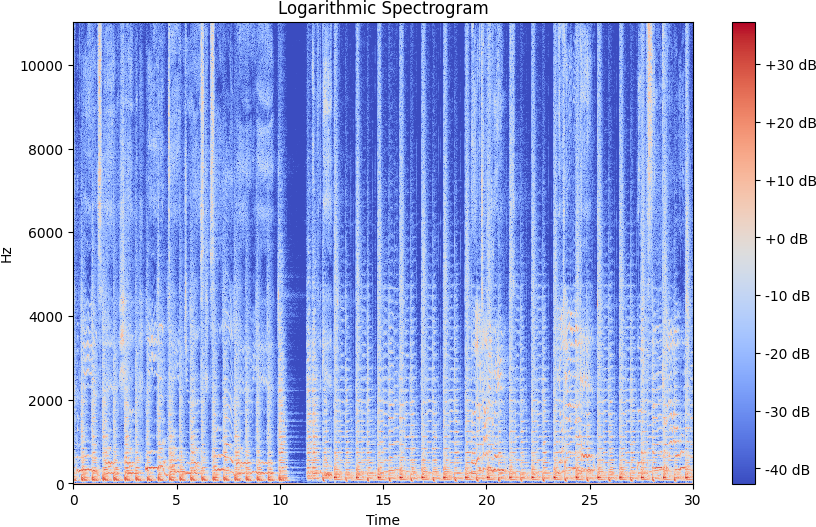 Logarithmic Spectrogram
Hz
10000
8000
6000
4000
2000
0
0 5 10 15 20 25 30
Time
+30 dB
+20 dB
+10 dB
+0 dB
-10 dB
-20 dB
-30 dB
-40 dB